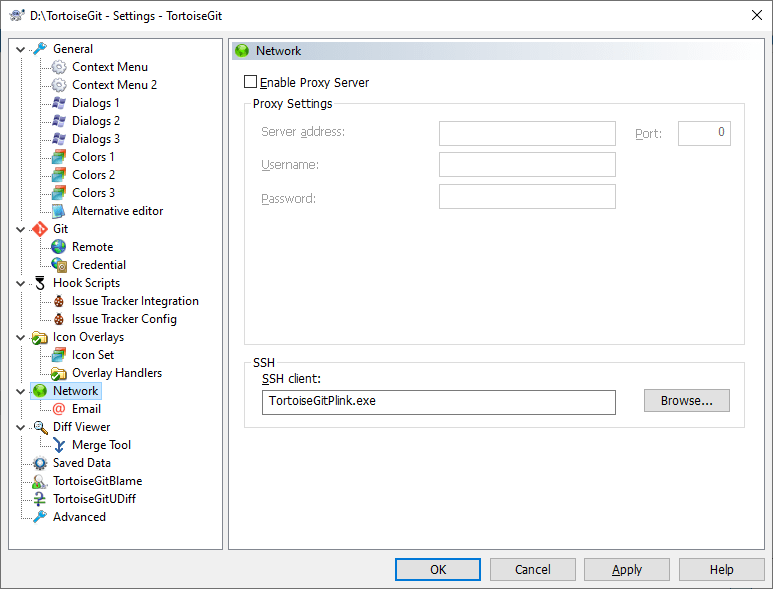 D:\TortoiseGit - Settings - TortoiseGit
General
Context Menu
Context Menu 2
Dialogs 1
Dialogs 2
Dialogs 3
Colors 1
Colors 2
Colors 3
Alternative editor
Git
Remote
Credential
Hook Scripts
Issue Tracker Integration
Issue Tracker Config
Icon Overlays
Icon Set
Overlay Handlers
Network
Email
Diff Viewer
Merge Tool
Saved Data
TortoiseGitBlame
TortoiseGitUDiff
Advanced
Network
Enable Proxy Server
Proxy Settings
Server address:
Port: 0
Username:
Password:
SSH
SSH client:
TortoiseGitPlink.exe Browse...
OK Cancel Apply Help